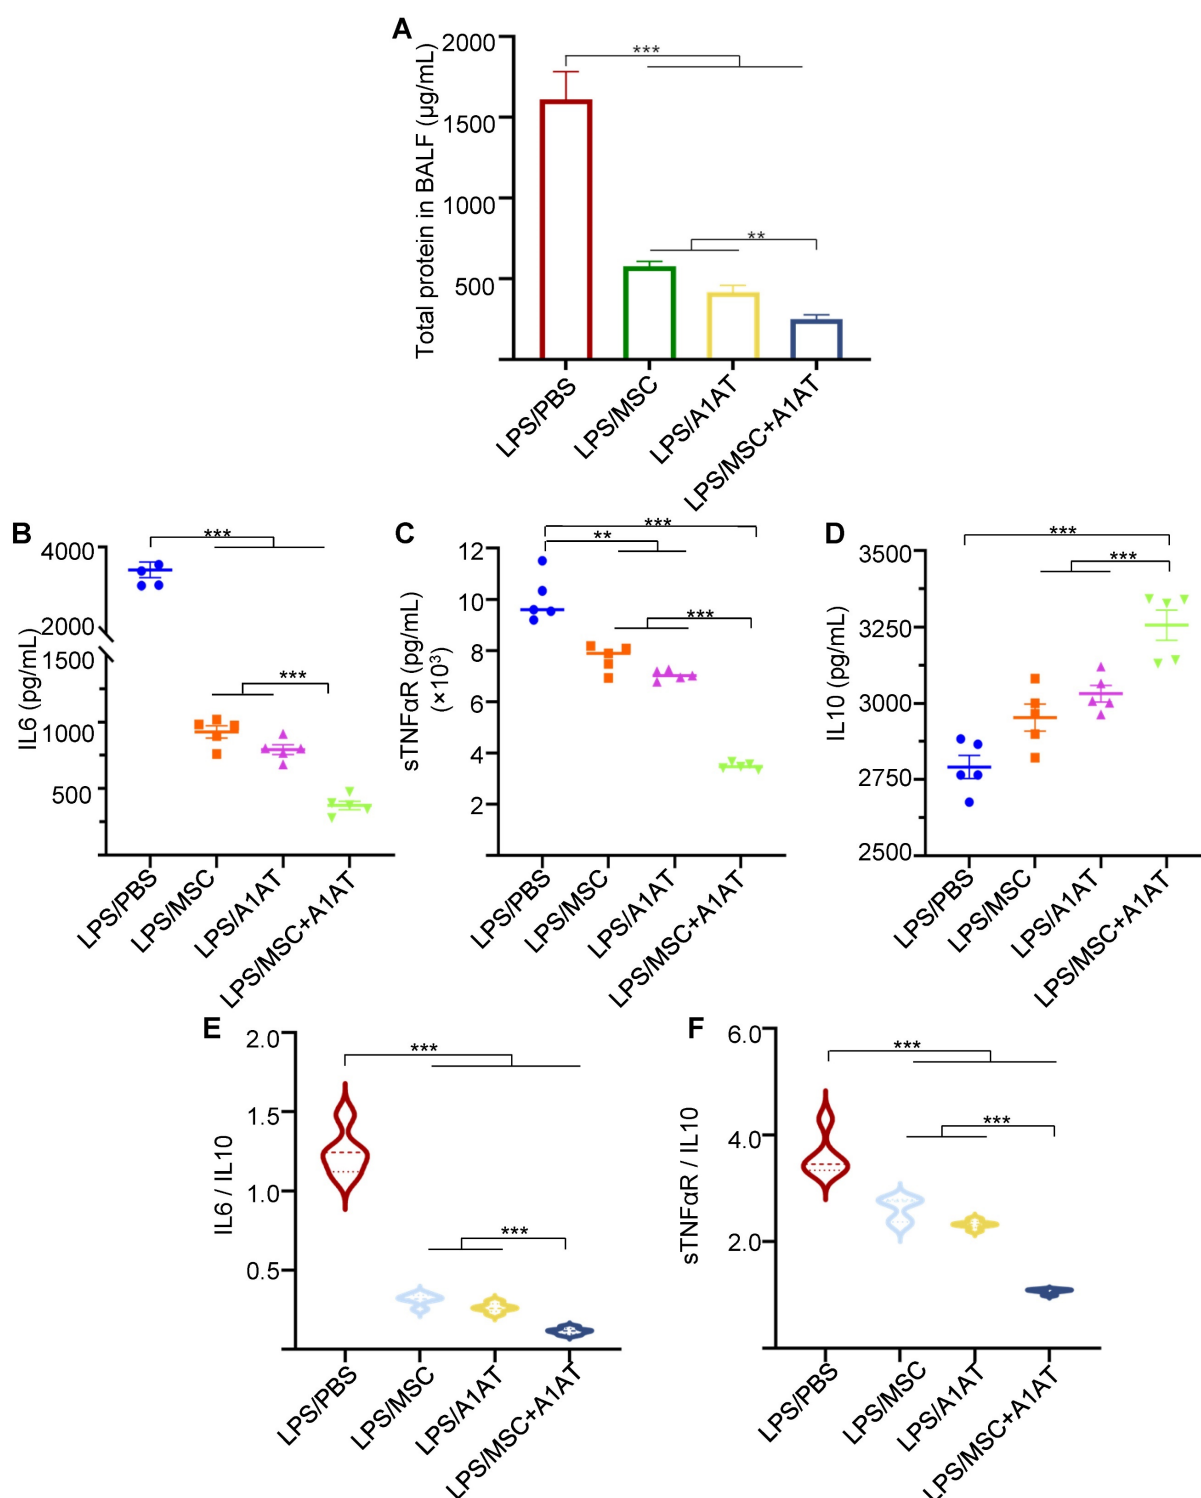 A
Total protein in BALF (µg/mL)
2000
1500
1000
500
***
**
LPS/PBS
LPS/MSC
LPS/A1AT
LPS/MSC+A1AT
B
IL6 (pg/mL)
4000
2000
1500
1000
500
***
***
LPS/PBS
LPS/MSC
LPS/A1AT
LPS/MSC+A1AT
C
sTNFαR (pg/mL)
(×10³)
12
10
8
6
4
2
***
**
***
LPS/PBS
LPS/MSC
LPS/A1AT
LPS/MSC+A1AT
D
IL10 (pg/mL)
3500
3250
3000
2750
2500
***
***
LPS/PBS
LPS/MSC
LPS/A1AT
LPS/MSC+A1AT
E
IL6 / IL10
2.0
1.5
1.0
0.5
***
***
LPS/PBS
LPS/MSC
LPS/A1AT
LPS/MSC+A1AT
F
sTNFαR / IL10
6.0
4.0
2.0
***
***
LPS/PBS
LPS/MSC
LPS/A1AT
LPS/MSC+A1AT